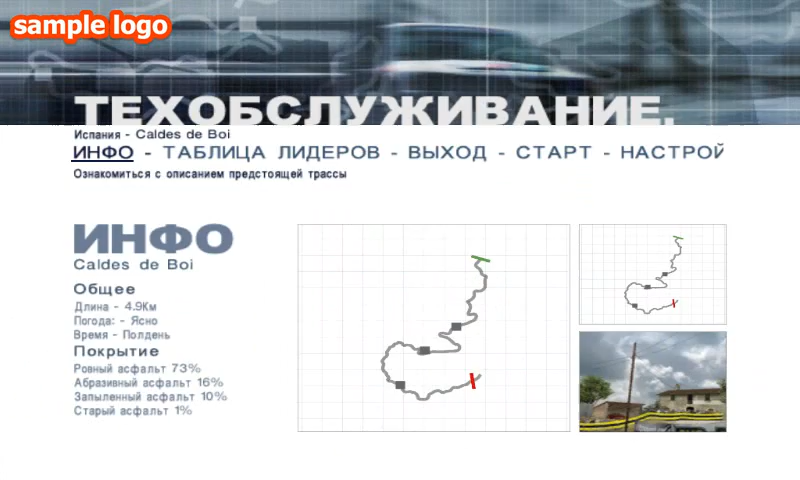 sample logo
ТЕХОБСЛУЖИВАНИЕ.
Испания - Caldes de Boi
ИНФО - ТАБЛИЦА ЛИДЕРОВ - ВЫХОД - СТАРТ - НАСТРОЙ
Ознакомиться с описанием предстоящей трассы
ИНФО
Caldes de Boi
Общее
Длина - 4.9Км
Погода: - Ясно
Время - Полдень
Покрытие
Ровный асфальт 73%
Абразивный асфальт 16%
Запыленный асфальт 10%
Старый асфальт 1%